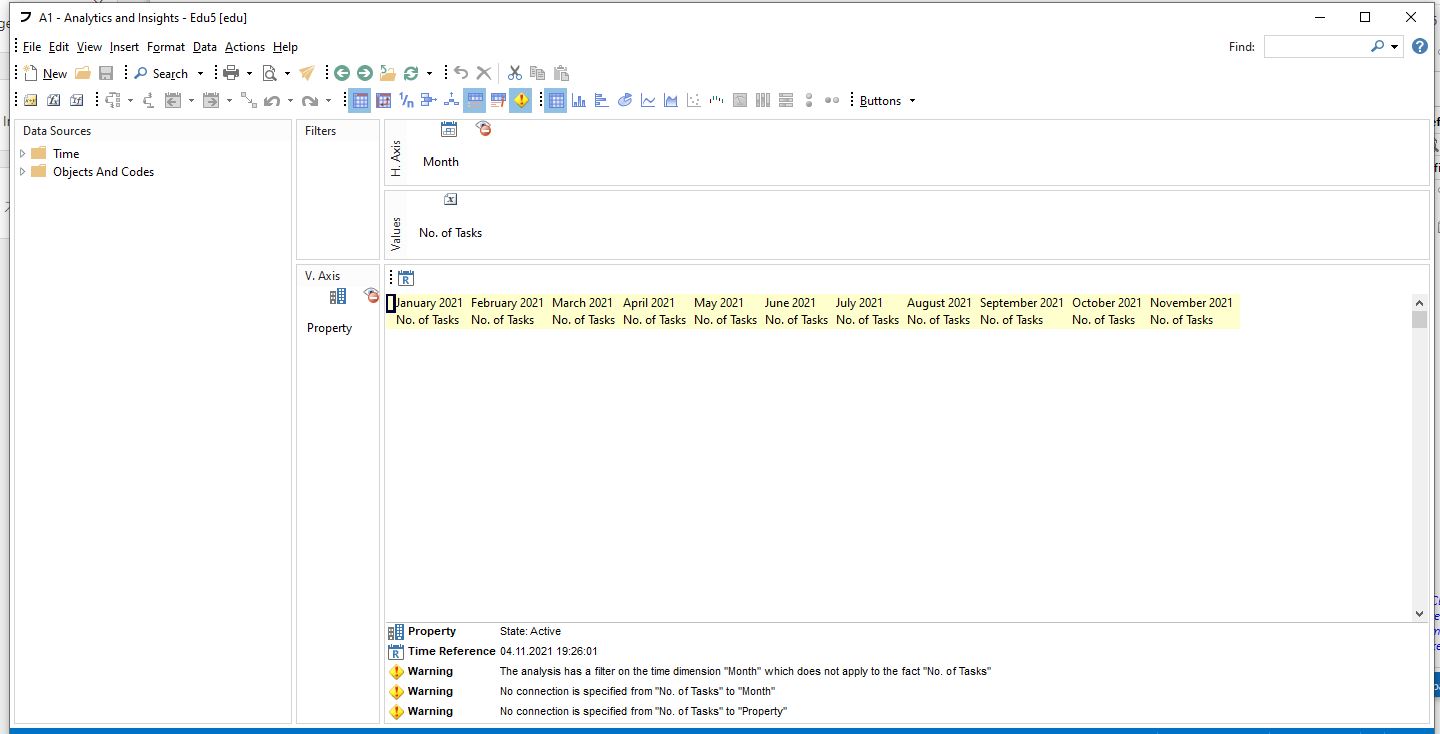 A1 - Analytics and Insights - Edu5 [edu]
File Edit View Insert Format Data Actions Help
Find:
New Search
Buttons
Data Sources
Time
Objects And Codes
Filters
H. Axis
Month
Values
No. of Tasks
V. Axis
Property
January 2021 February 2021 March 2021 April 2021 May 2021 June 2021 July 2021 August 2021 September 2021 October 2021 November 2021
No. of Tasks No. of Tasks No. of Tasks No. of Tasks No. of Tasks No. of Tasks No. of Tasks No. of Tasks No. of Tasks No. of Tasks No. of Tasks
Property State: Active
Time Reference 04.11.2021 19:26:01
Warning The analysis has a filter on the time dimension "Month" which does not apply to the fact "No. of Tasks"
Warning No connection is specified from "No. of Tasks" to "Month"
Warning No connection is specified from "No. of Tasks" to "Property"